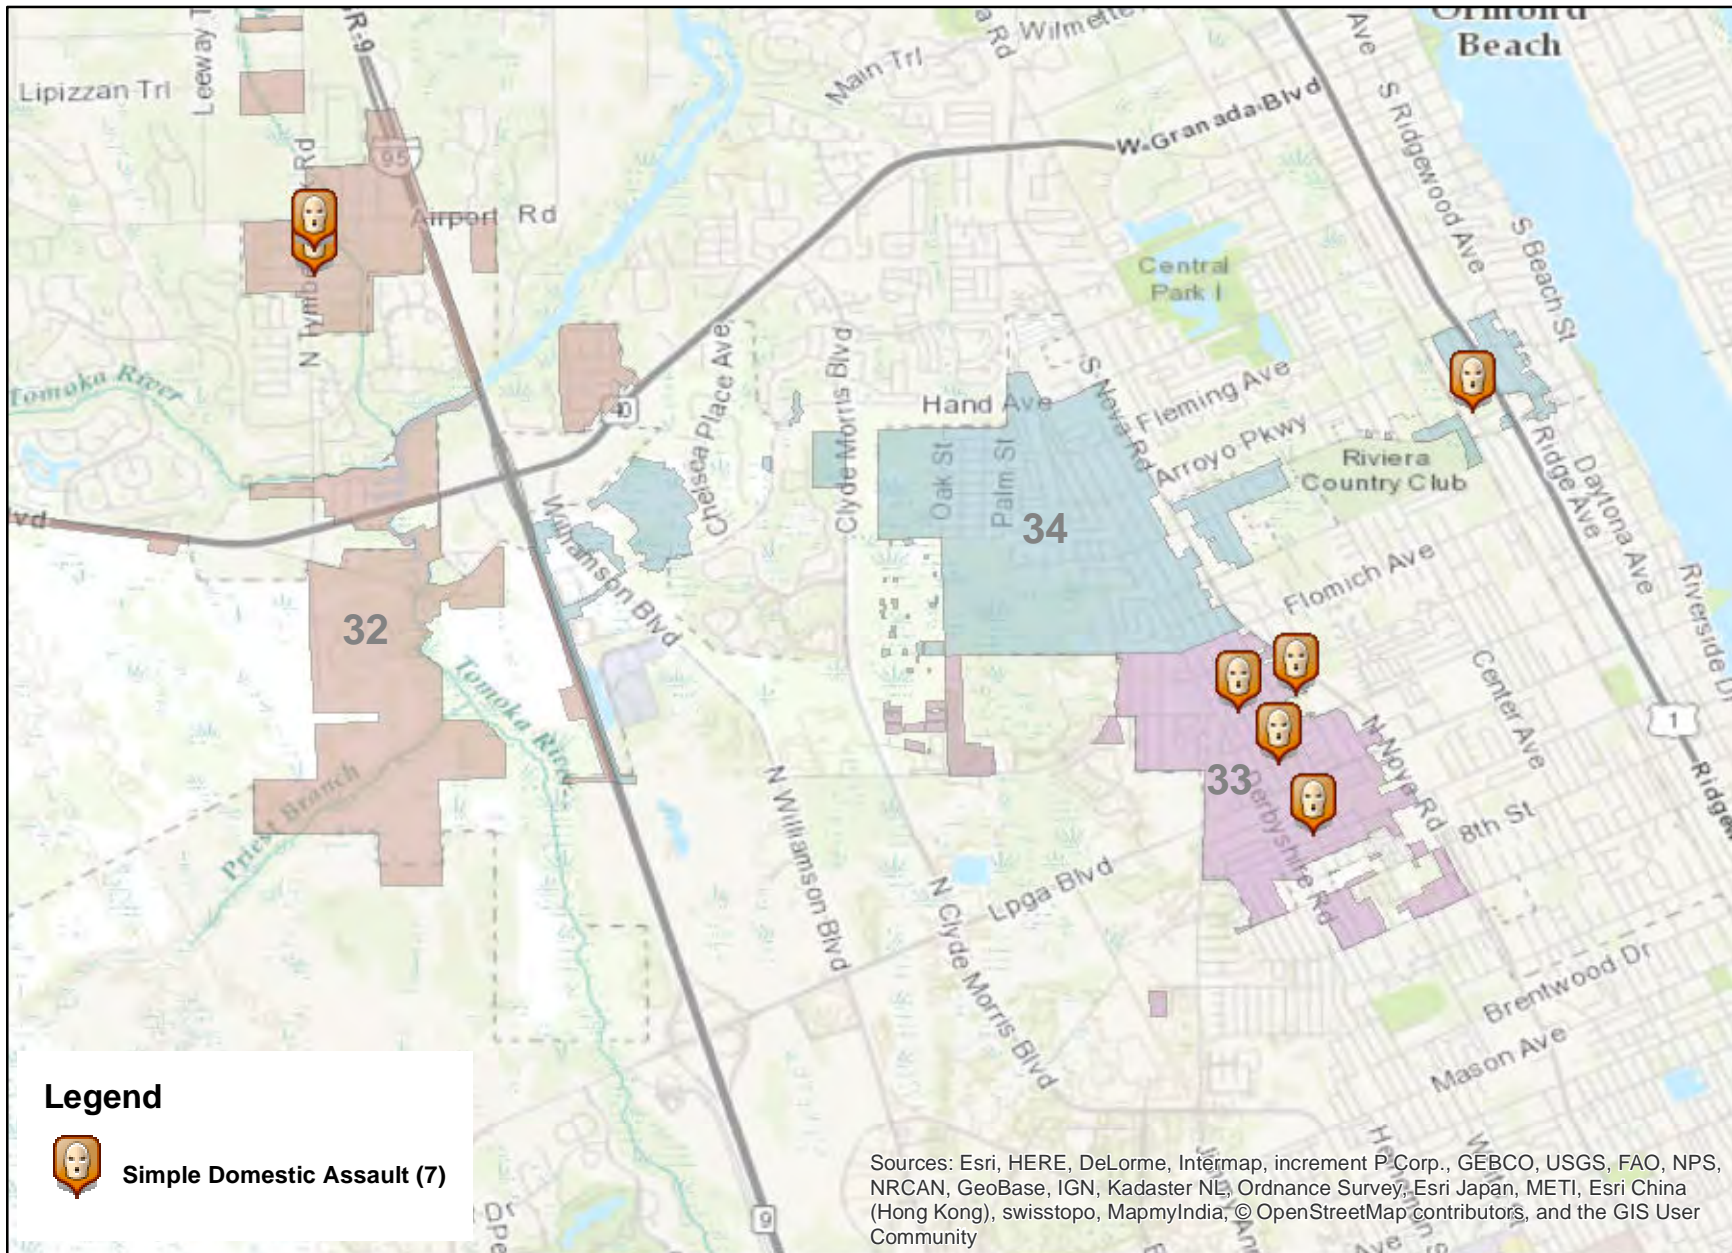 Ormond
Beach
Lipizzan Trl
Leeway T
SR-9
Main Trl
a Rd
Wilmette
Ave
S Ridgewood Ave
W Granada Blvd
95
Airport Rd
N Tymb
k Rd
S Beach St
Central
Park I
Tomoka River
40
Chelsea Place Ave
Clyde Morris Blvd
Hand Ave
S Nova Rd
Fleming Ave
Arroyo Pkwy
Oak St
Palm St
Riviera
Country Club
Ridge Ave
Daytona Ave
lvd
34
Williamson Blvd
Flomich Ave
Riverside D
32
Tomoka River
Center Ave
1
Ridgew
Priest Branch
N Williamson Blvd
33
Derbyshire Rd
N Nova Rd
8th St
Lpga Blvd
N Clyde Morris Blvd
Brentwood Dr
Mason Ave
Legend
Simple Domestic Assault (7)
9
Sources: Esri, HERE, DeLorme, Intermap, increment P Corp., GEBCO, USGS, FAO, NPS,
NRCAN, GeoBase, IGN, Kadaster NL, Ordnance Survey, Esri Japan, METI, Esri China
(Hong Kong), swisstopo, MapmyIndia, © OpenStreetMap contributors, and the GIS User
Community